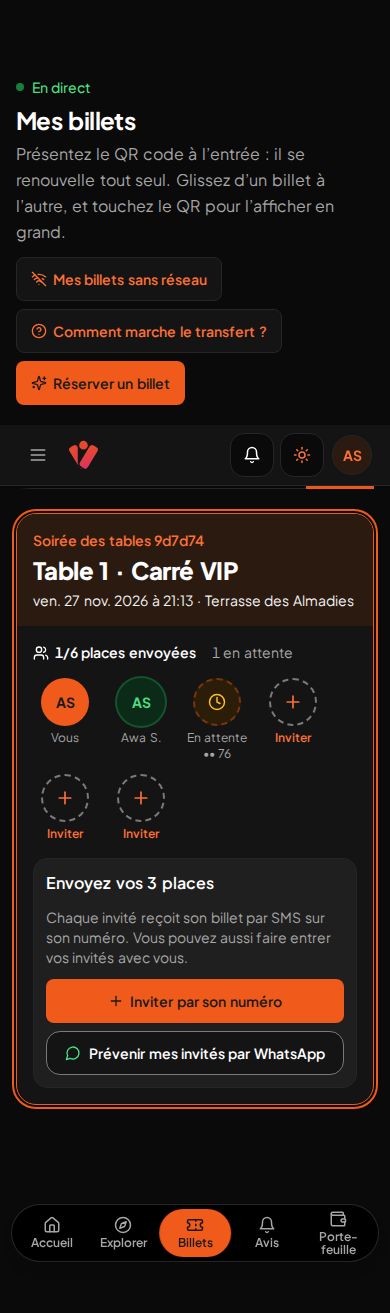 En direct
Mes billets
Présentez le QR code à l’entrée : il se
renouvelle tout seul. Glissez d’un billet à
l’autre, et touchez le QR pour l’afficher en
grand.
Mes billets sans réseau
Comment marche le transfert ?
Réserver un billet
AS
Soirée des tables 9d7d74
Table 1 · Carré VIP
ven. 27 nov. 2026 à 21:13 · Terrasse des Almadies
1/6 places envoyées 1 en attente
AS AS
Vous Awa S. En attente Inviter
•• 76
Inviter Inviter
Envoyez vos 3 places
Chaque invité reçoit son billet par SMS sur
son numéro. Vous pouvez aussi faire entrer
vos invités avec vous.
Inviter par son numéro
Prévenir mes invités par WhatsApp
Accueil Explorer Billets Avis Porte-
feuille